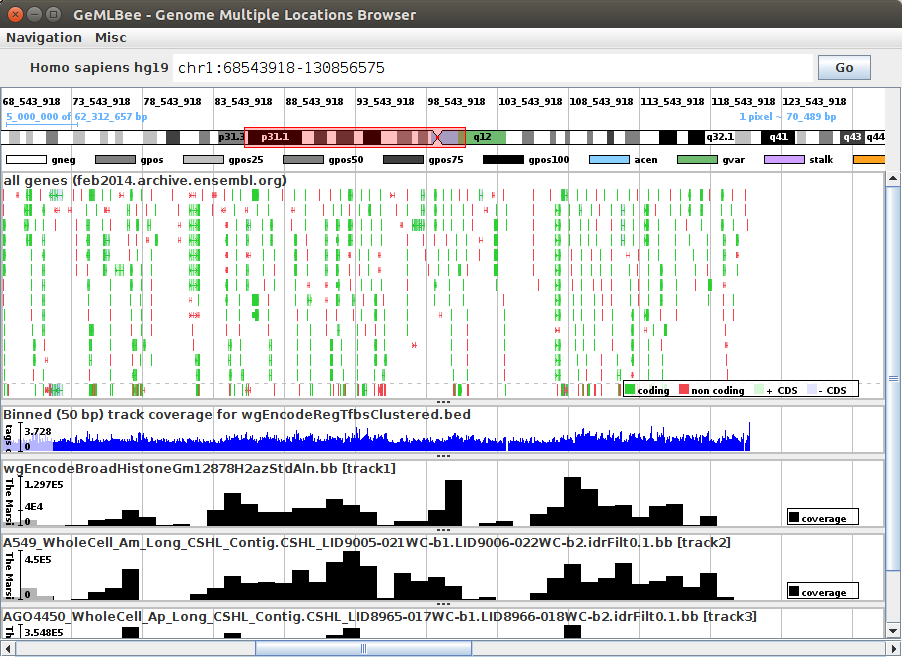 GeMLBee - Genome Multiple Locations Browser
Navigation Misc
Homo sapiens hg19 chr1:68543918-130856575 Go
68_543_918 73_543_918 78_543_918 83_543_918 88_543_918 93_543_918 98_543_918 103_543_918 108_543_918 113_543_918 118_543_918 123_543_918
5_000_000 of 62_312_657 bp 1 pixel ~ 70_489 bp
p31.3 p31.1 q12 q32.1 q41 q43 q44
gneg gpos gpos25 gpos50 gpos75 gpos100 acen gvar stalk
all genes (feb2014.archive.ensembl.org)
coding non coding + CDS - CDS
Binned (50 bp) track coverage for wgEncodeRegTfbsClustered.bed
tags
3.728
0
wgEncodeBroadHistoneGm12878H2azStdAln.bb [track1]
The Marsi
1.297E5
4E4
0
coverage
A549_WholeCell_Am_Long_CSHL_Contig.CSHL_LID9005-021WC-b1.LID9006-022WC-b2.idrFilt0.1.bb [track2]
The Marsi
4.5E5
0
coverage
AGO4450_WholeCell_Ap_Long_CSHL_Contig.CSHL_LID8965-017WC-b1.LID8966-018WC-b2.idrFilt0.1.bb [track3]
3.548E5